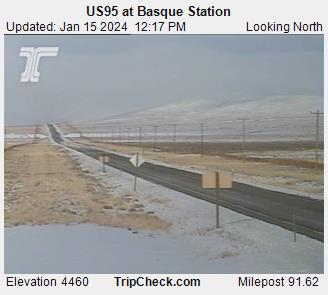 US95 at Basque Station
Updated: Jan 15 2024 12:17 PM Looking North
Elevation 4460 TripCheck.com Milepost 91.62